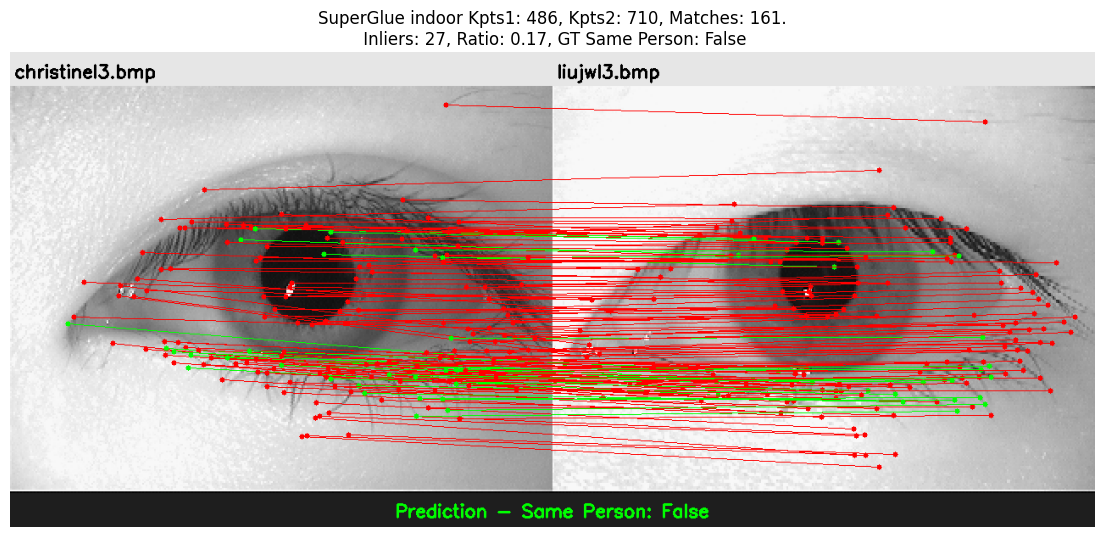 SuperGlue indoor Kpts1: 486, Kpts2: 710, Matches: 161.
Inliers: 27, Ratio: 0.17, GT Same Person: False
christinel3.bmp
liujwl3.bmp
Prediction - Same Person: False